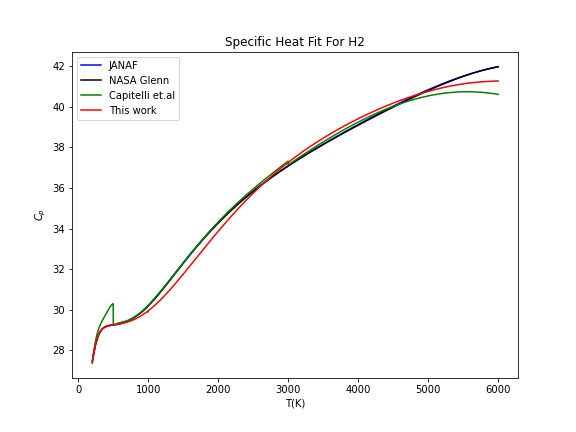 Specific Heat Fit For H2
JANAF
NASA Glenn
Capitelli et.al
This work
42
40
38
36
34
32
30
28
Cp
0 1000 2000 3000 4000 5000 6000
T(K)